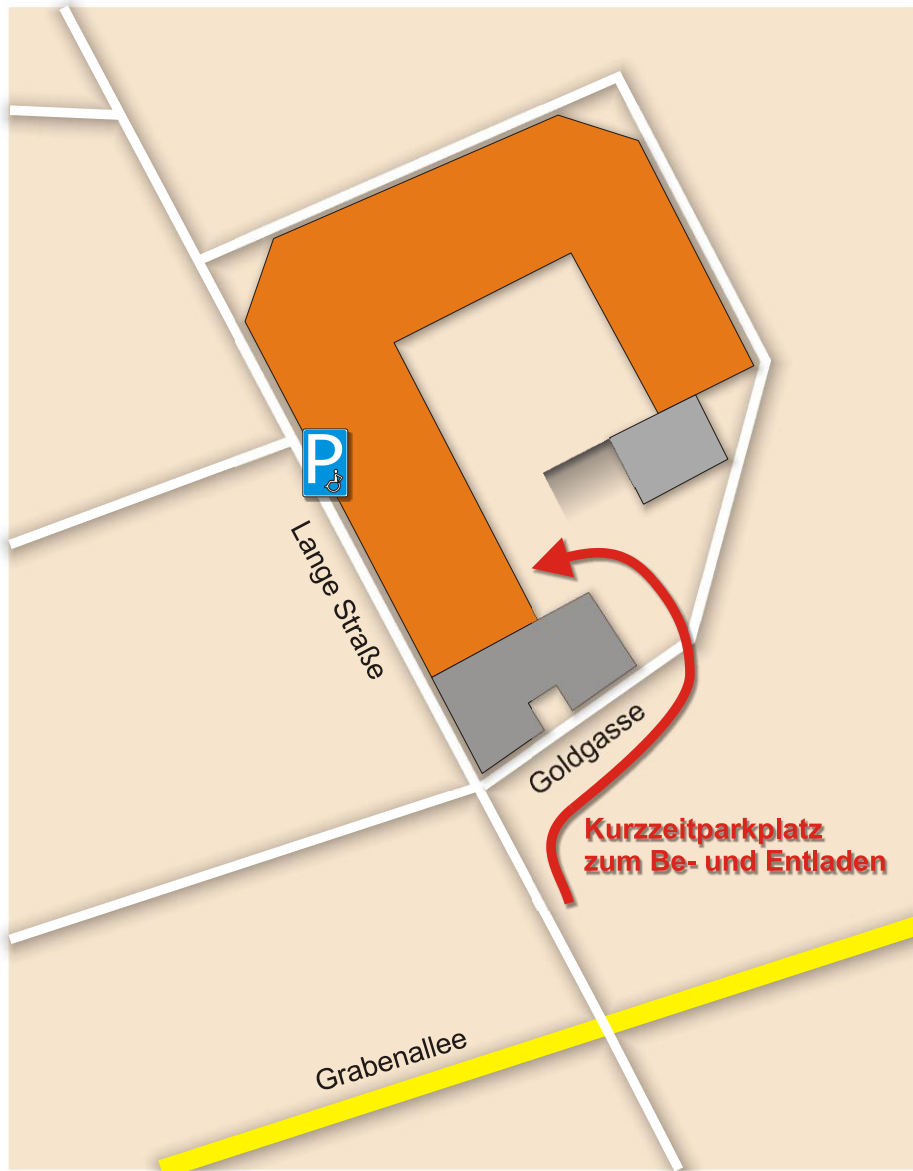 P
Lange Straße
Goldgasse
Kurzzeitparkplatz
zum Be- und Entladen
Grabenallee